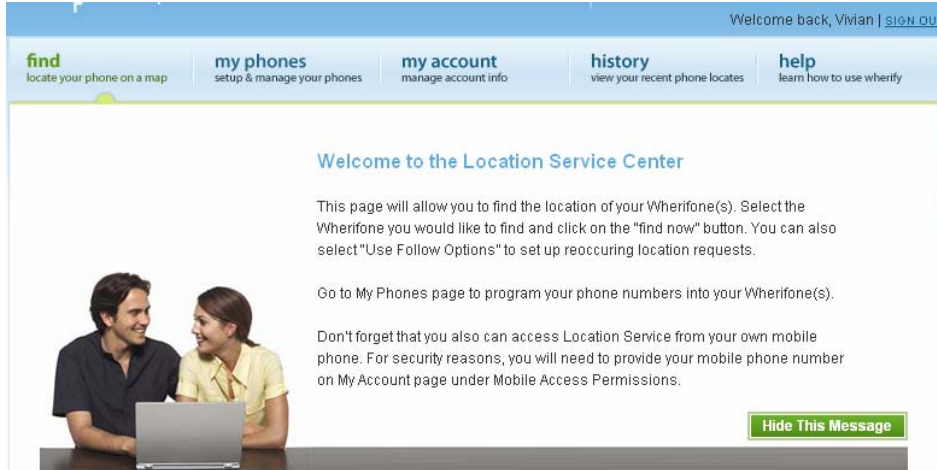 Welcome back, Vivian | SIGN OU
find
locate your phone on a map
my phones
setup & manage your phones
my account
manage account info
history
view your recent phone locates
help
learn how to use wherify
Welcome to the Location Service Center
This page will allow you to find the location of your Wherifone(s). Select the
Wherifone you would like to find and click on the "find now" button. You can also
select "Use Follow Options" to set up reoccuring location requests.
Go to My Phones page to program your phone numbers into your Wherifone(s).
Don't forget that you also can access Location Service from your own mobile
phone. For security reasons, you will need to provide your mobile phone number
on My Account page under Mobile Access Permissions.
Hide This Message